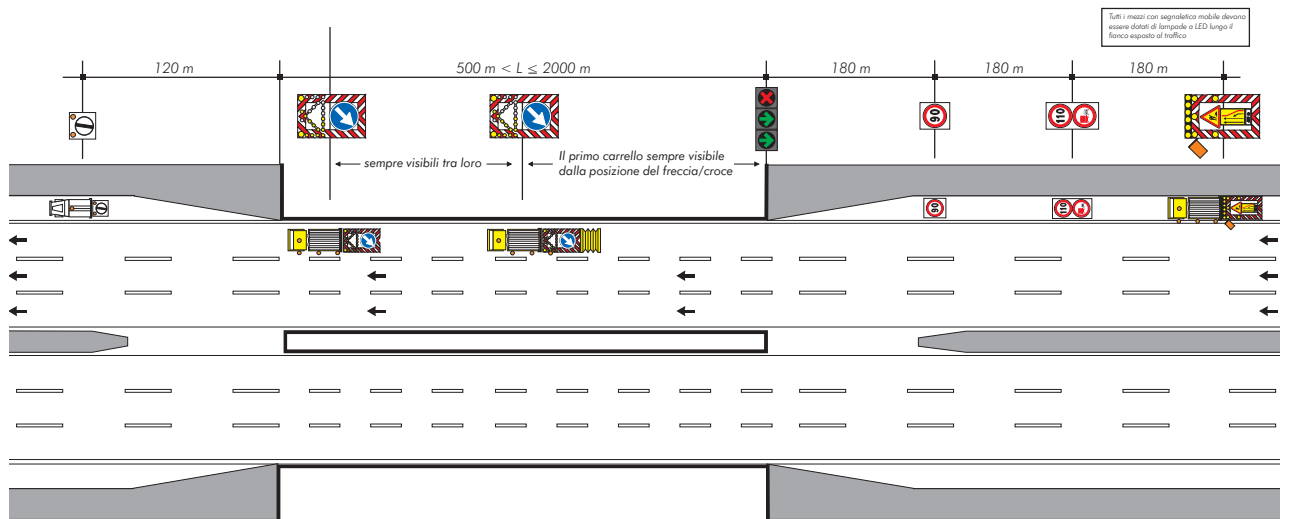 Tutti i mezzi con segnaletica mobile devono
essere dotati di lampade a LED lungo il
fianco esposto al traffico
120 m
500 m < L ≤ 2000 m
180 m
180 m
180 m
90
110
sempre visibili tra loro
Il primo carrello sempre visibile
dalla posizione del freccia/croce
90
110